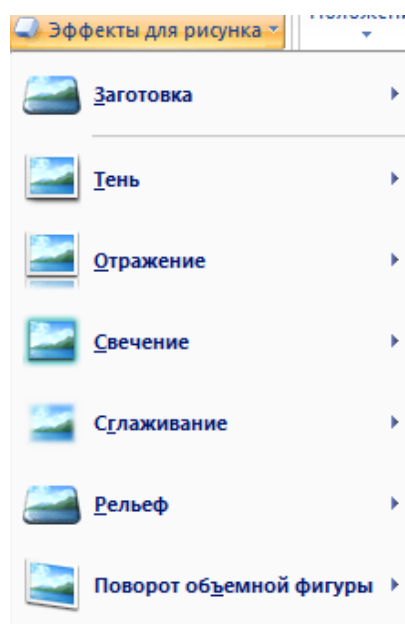 Эффекты для рисунка
Заготовка
Тень
Отражение
Свечение
Сглаживание
Рельеф
Поворот объемной фигуры